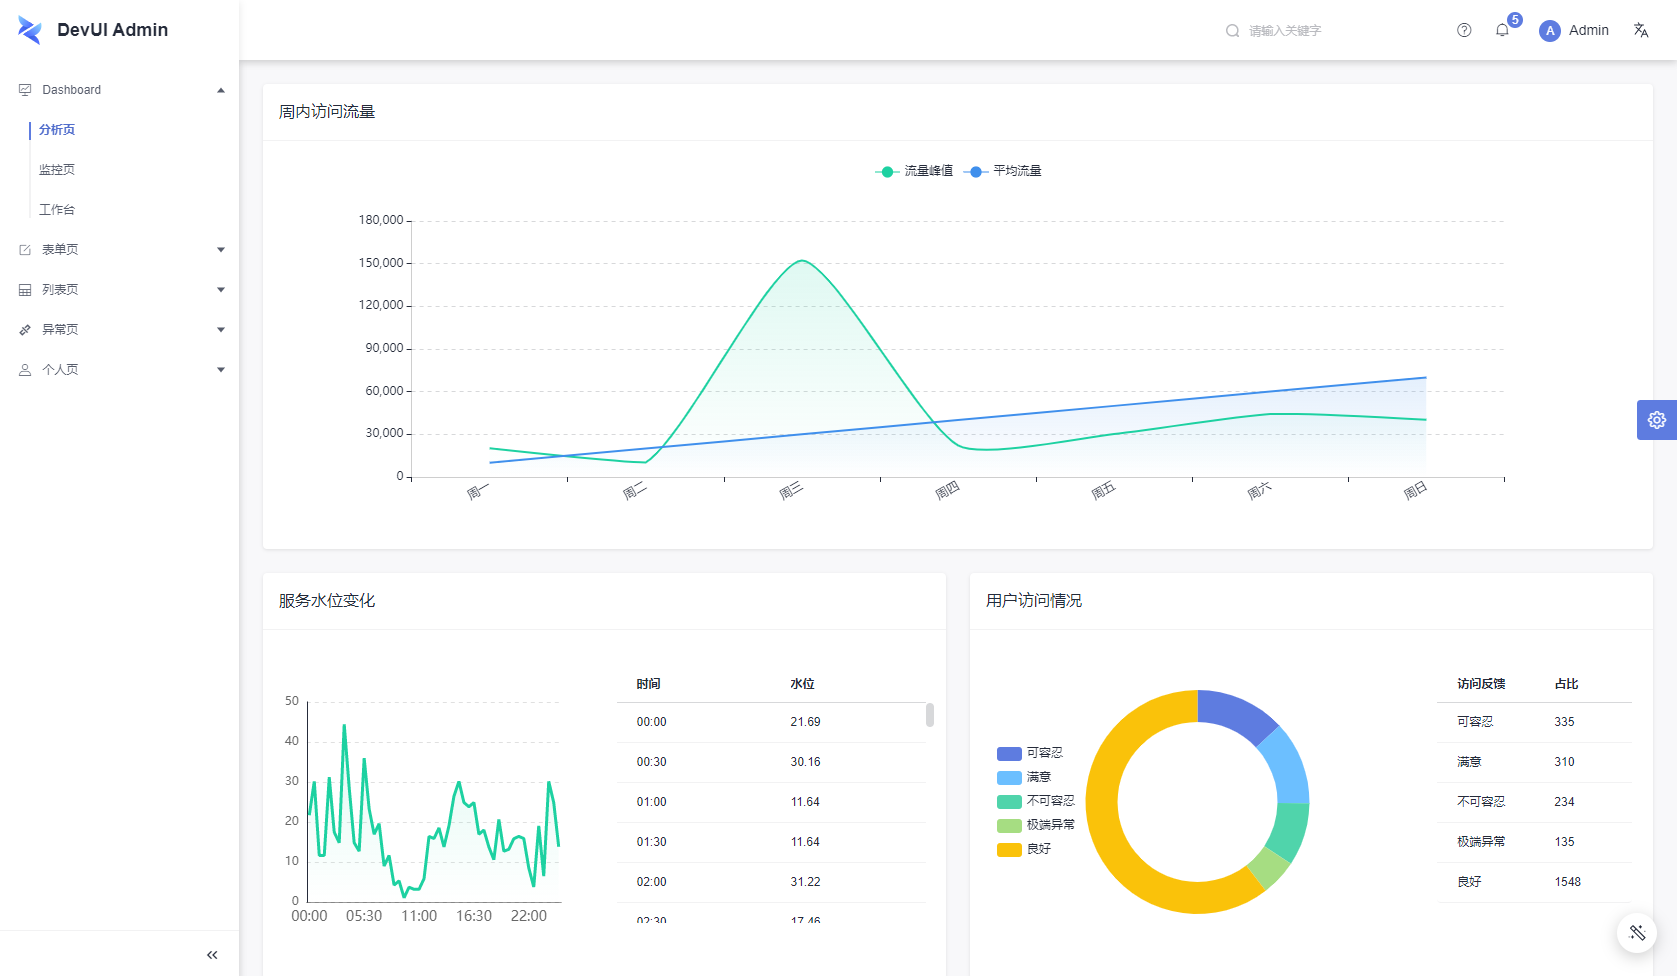 DevUI Admin
请输入关键字
5
A
Admin
Dashboard
分析页
监控页
工作台
表单页
列表页
异常页
个人页
周内访问流量
流量峰值
平均流量
180,000
150,000
120,000
90,000
60,000
30,000
0
周一
周二
周三
周四
周五
周六
周日
服务水位变化
50
40
30
20
10
0
00:00
05:30
11:00
16:30
22:00
时间 水位
00:00 21.69
00:30 30.16
01:00 11.64
01:30 11.64
02:00 31.22
02:30 17.46
用户访问情况
可容忍
满意
不可容忍
极端异常
良好
访问反馈 占比
可容忍 335
满意 310
不可容忍 234
极端异常 135
良好 1548